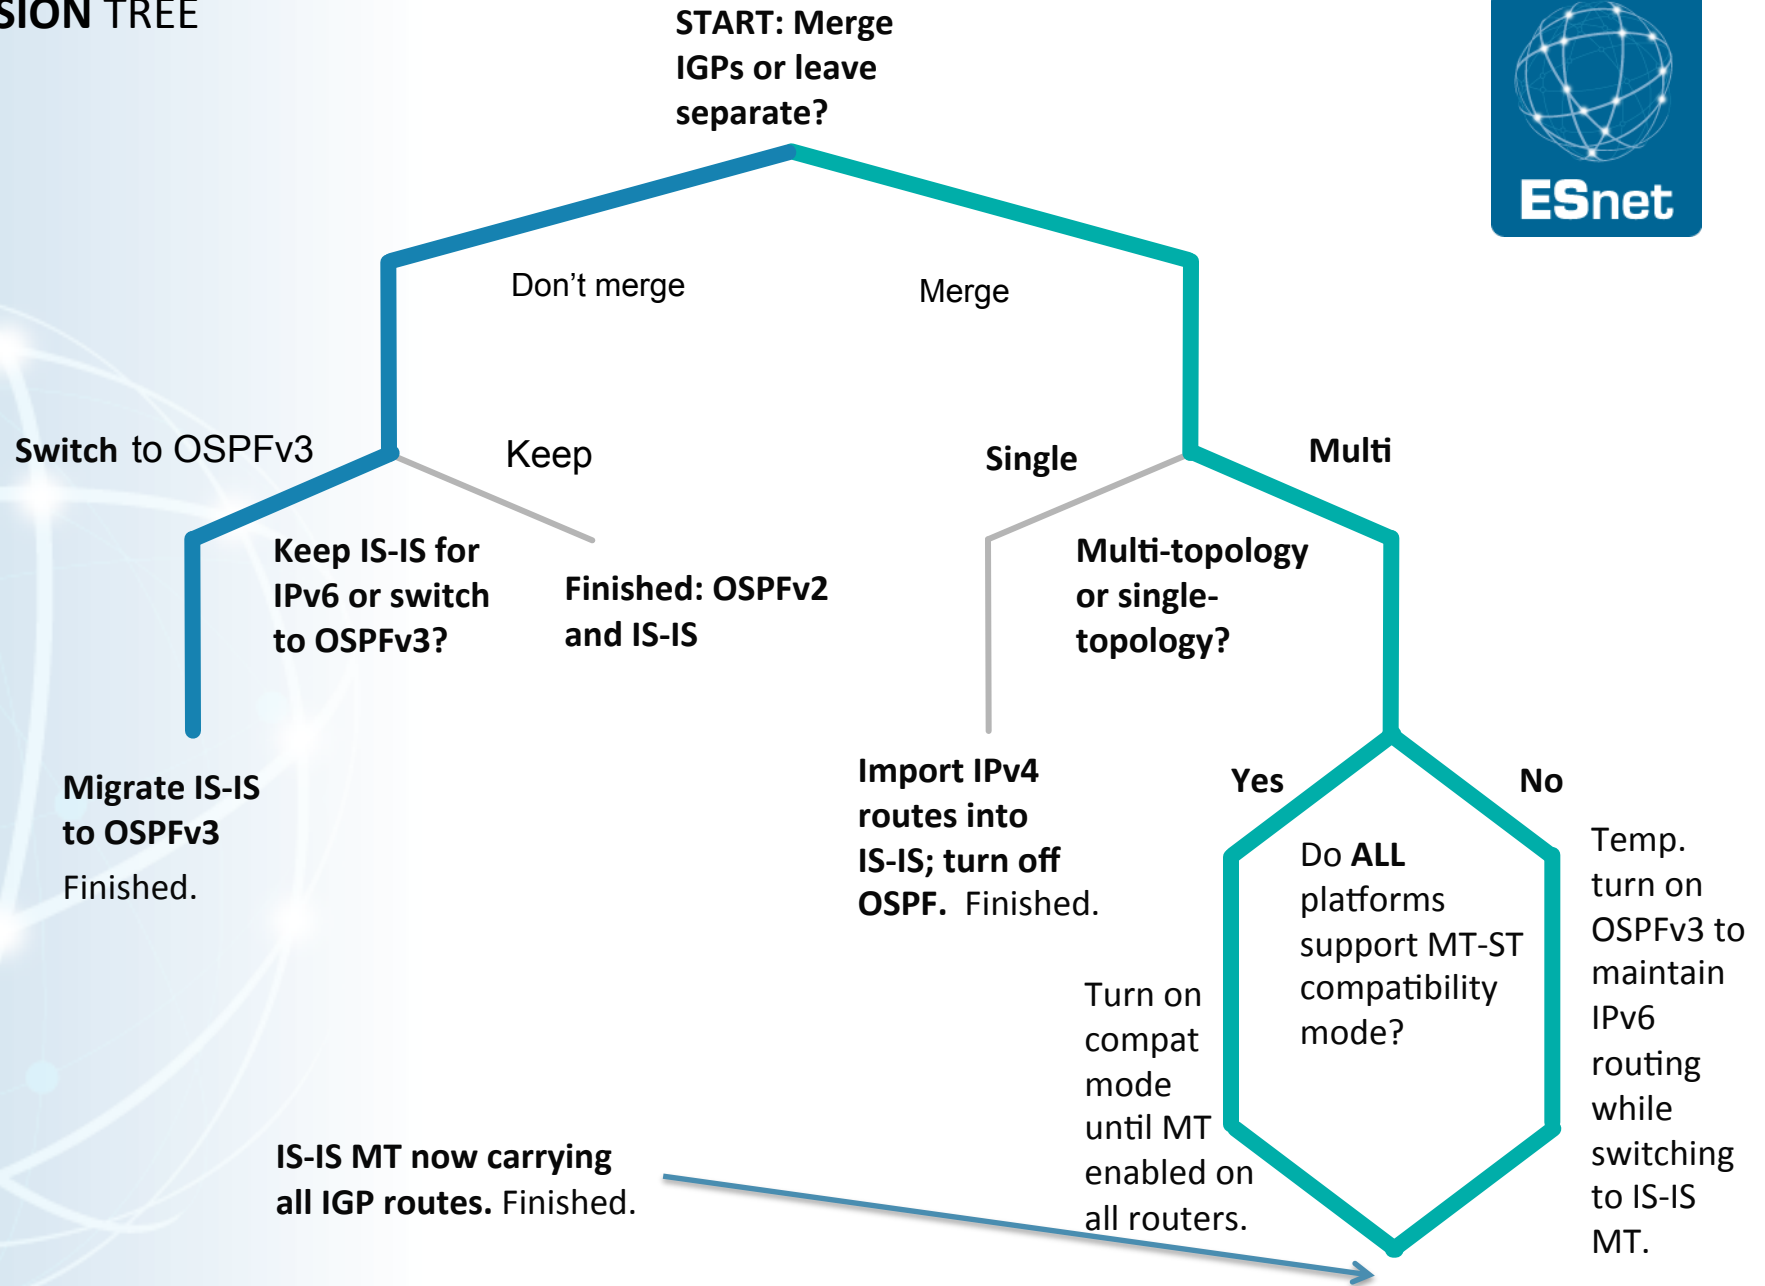 SION TREE
START: Merge
IGPs or leave
separate?
ESnet
Don't merge
Merge
Switch to OSPFv3
Keep
Single
Multi
Keep IS-IS for
IPv6 or switch
to OSPFv3?
Finished: OSPFv2
and IS-IS
Multi-topology
or single-
topology?
Migrate IS-IS
to OSPFv3
Finished.
Import IPv4
routes into
IS-IS; turn off
OSPF. Finished.
Yes
No
Do ALL
platforms
support MT-ST
compatibility
mode?
Temp.
turn on
OSPFv3 to
maintain
IPv6
routing
while
switching
to IS-IS
MT.
Turn on
compat
mode
until MT
enabled on
all routers.
IS-IS MT now carrying
all IGP routes. Finished.